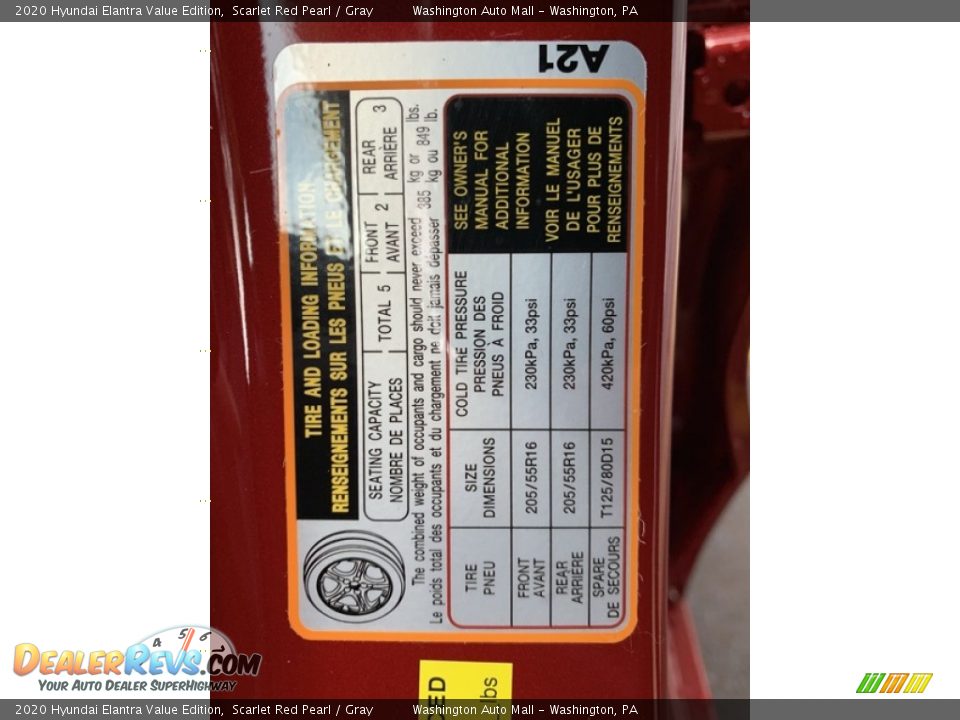 2020 Hyundai Elantra Value Edition, Scarlet Red Pearl / Gray Washington Auto Mall - Washington, PA
A21
TIRE AND LOADING INFORMATION
RENSEIGNEMENTS SUR LES PNEUS ET LE CHARGEMENT
SEATING CAPACITY
NOMBRE DE PLACES
TOTAL 5
FRONT
AVANT 2
REAR
ARRIÈRE 3
The combined weight of occupants and cargo should never exceed 385 kg or 849 lbs.
Le poids total des occupants et du chargement ne doit jamais dépasser 385 kg ou 849 lb.
TIRE
PNEU
SIZE
DIMENSIONS
COLD TIRE PRESSURE
PRESSION DES
PNEUS À FROID
FRONT
AVANT
205/55R16
230kPa, 33psi
REAR
ARRIÈRE
205/55R16
230kPa, 33psi
SPARE
DE SECOURS
T125/80D15
420kPa, 60psi
SEE OWNER'S
MANUAL FOR
ADDITIONAL
INFORMATION
VOIR LE MANUEL
DE L'USAGER
POUR PLUS DE
RENSEIGNEMENTS
lbs
4 5 6
DEALERREVS.COM
YOUR AUTO DEALER SUPERHIGHWAY
2020 Hyundai Elantra Value Edition, Scarlet Red Pearl / Gray Washington Auto Mall - Washington, PA